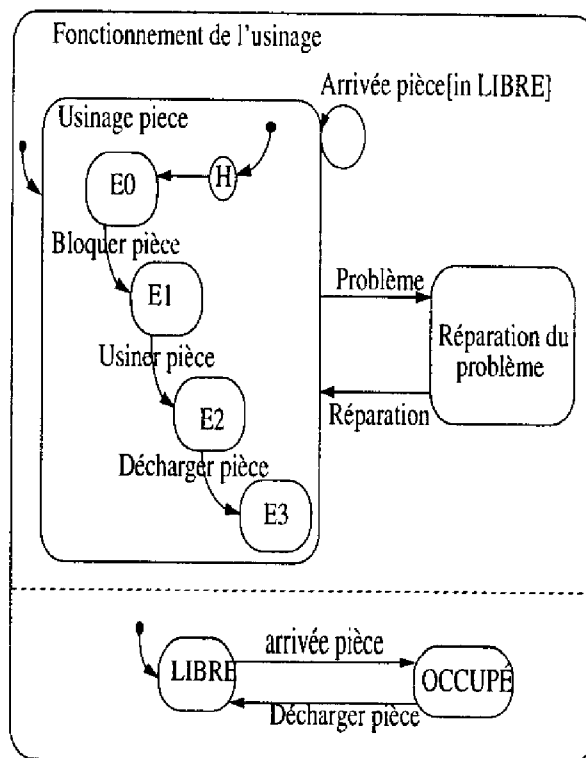 Fonctionnement de l'usinage
Arrivée pièce[in LIBRE]
Usinage piece
H
E0
Bloquer pièce
E1
Problème
Réparation du
problème
Usiner pièce
E2
Réparation
Décharger pièce
E3
arrivée pièce
LIBRE
OCCUPÉ
Décharger pièce